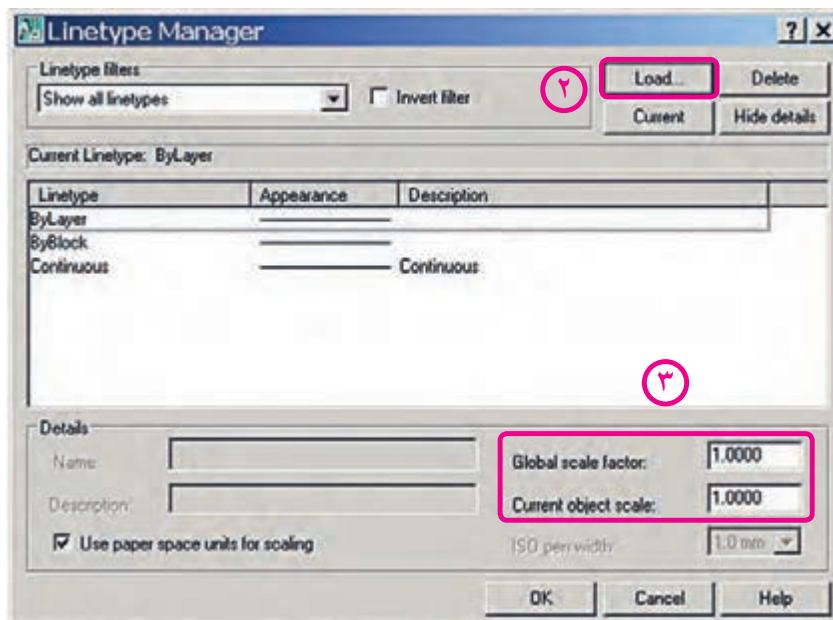 Linetype Manager
Linetype filters
Show all linetypes
Invert filter
۲
Load...
Delete
Current
Hide details
Current Linetype: ByLayer
Linetype Appearance Description
ByLayer
ByBlock
Continuous Continuous
۳
Details
Name:
Description:
Use paper space units for scaling
Global scale factor: 1.0000
Current object scale: 1.0000
ISO pen width: 1.0 mm
OK Cancel Help